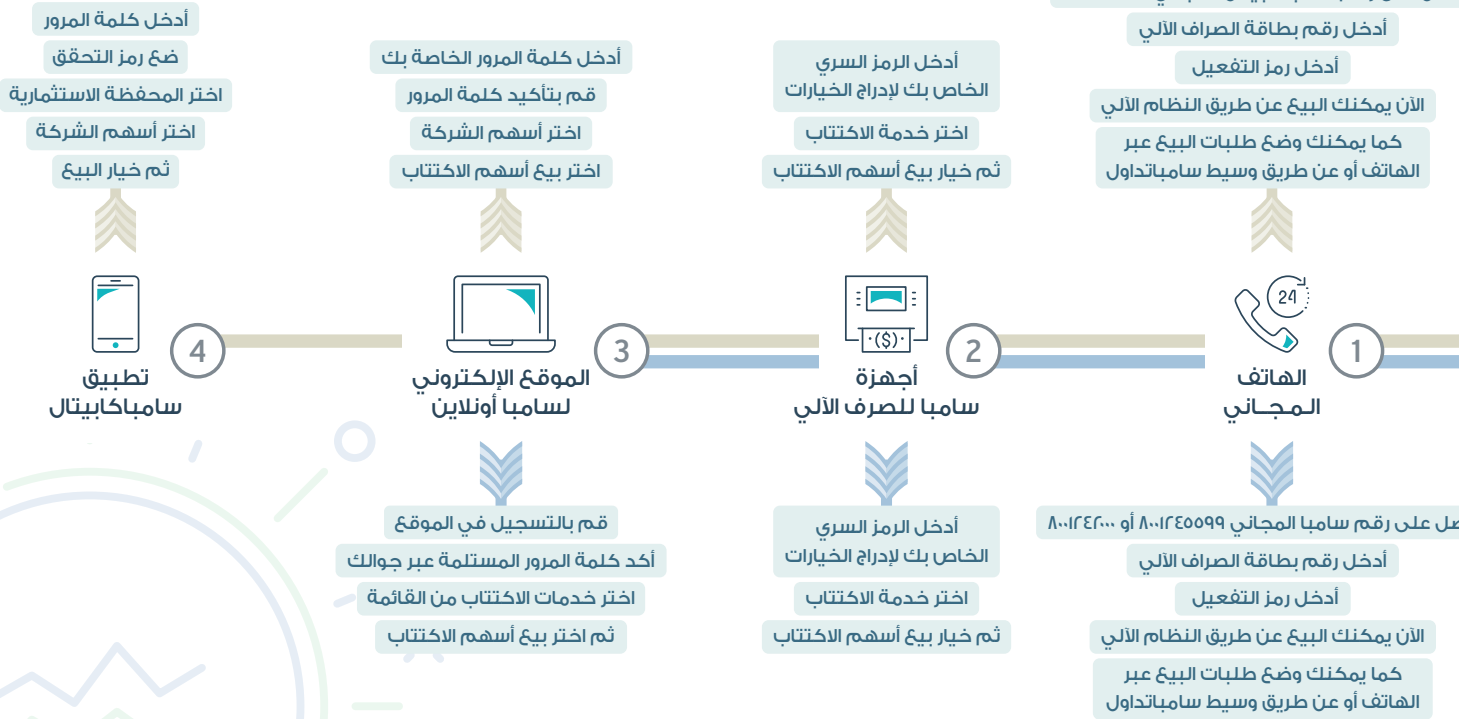 أدخل رقم بطاقة الصراف الآلي
أدخل رمز التفعيل
الآن يمكنك البيع عن طريق النظام الآلي
كما يمكنك وضع طلبات البيع عبر
الهاتف أو عن طريق وسيط سامباتداول
أدخل الرمز السري
الخاص بك لإدراج الخيارات
اختر خدمة الاكتتاب
ثم خيار بيع أسهم الاكتتاب
أدخل كلمة المرور الخاصة بك
قم بتأكيد كلمة المرور
اختر أسهم الشركة
اختر بيع أسهم الاكتتاب
أدخل كلمة المرور
ضع رمز التحقق
اختر المحفظة الاستثمارية
اختر أسهم الشركة
ثم خيار البيع
1
24
الهاتف
المـجــاني
2
($)
أجهزة
سامبا للصرف الآلي
3
الموقع الإلكتروني
لسامبا أونلاين
4
تطبيق
سامباكابيتال
على رقم سامبا المجاني ٨٠٠١٢٤٥٥٩٩ أو ٨٠٠١٢٤٢٠٠٠
أدخل رقم بطاقة الصراف الآلي
أدخل رمز التفعيل
الآن يمكنك البيع عن طريق النظام الآلي
كما يمكنك وضع طلبات البيع عبر
الهاتف أو عن طريق وسيط سامباتداول
أدخل الرمز السري
الخاص بك لإدراج الخيارات
اختر خدمة الاكتتاب
ثم خيار بيع أسهم الاكتتاب
قم بالتسجيل في الموقع
أكد كلمة المرور المستلمة عبر جوالك
اختر خدمات الاكتتاب من القائمة
ثم اختر بيع أسهم الاكتتاب